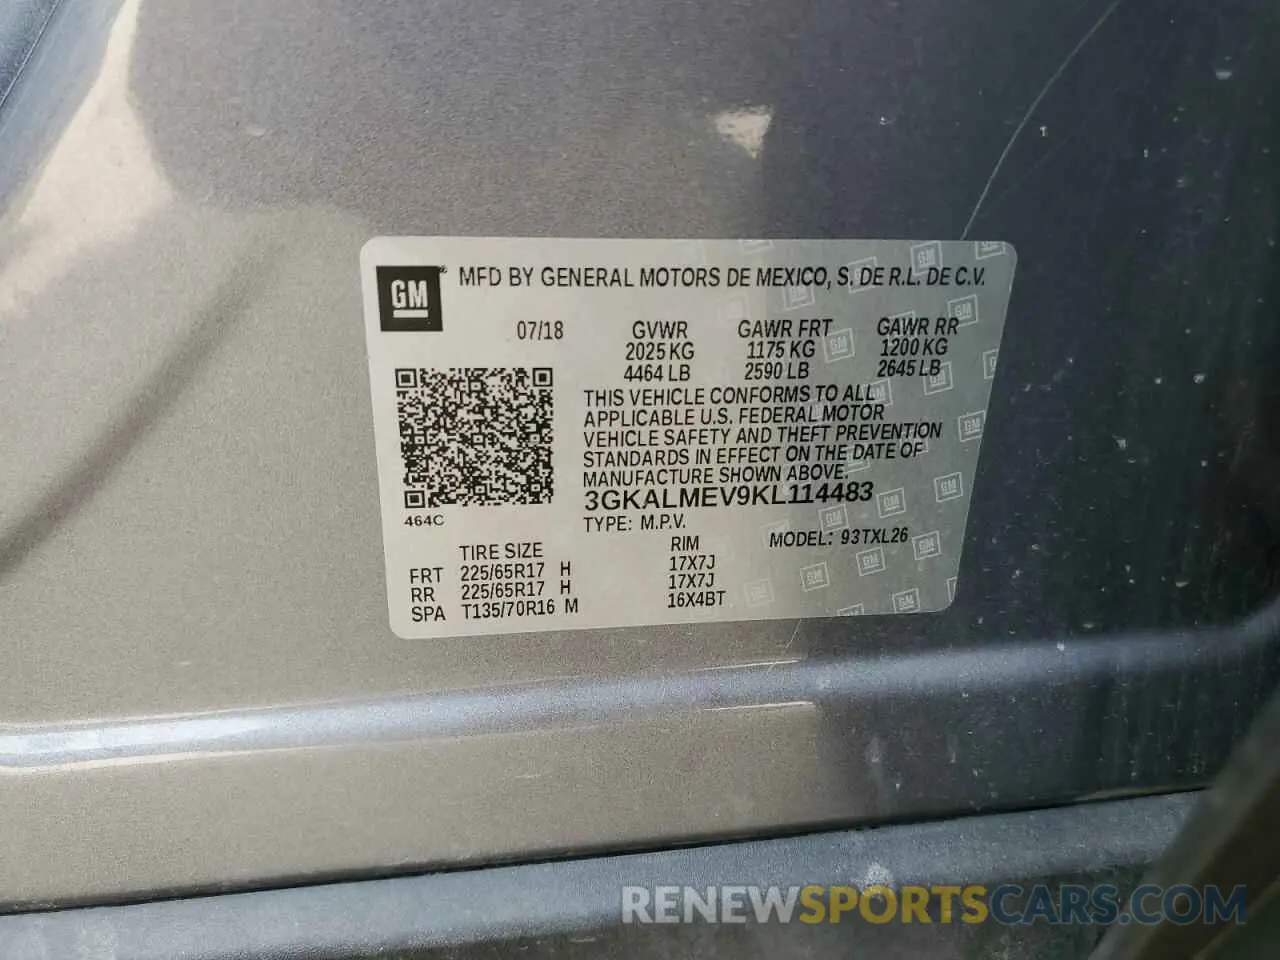 GM ® MFD BY GENERAL MOTORS DE MEXICO, S. DE R.L. DE C.V.
07/18 GVWR GAWR FRT GAWR RR
2025 KG 1175 KG 1200 KG
4464 LB 2590 LB 2645 LB
THIS VEHICLE CONFORMS TO ALL
APPLICABLE U.S. FEDERAL MOTOR
VEHICLE SAFETY AND THEFT PREVENTION
STANDARDS IN EFFECT ON THE DATE OF
MANUFACTURE SHOWN ABOVE.
3GKALMEV9KL114483
464C
TYPE: M.P.V. MODEL: 93TXL26
TIRE SIZE RIM
FRT 225/65R17 H 17X7J
RR 225/65R17 H 17X7J
SPA T135/70R16 M 16X4BT
RENEWSPORTSCARS.COM